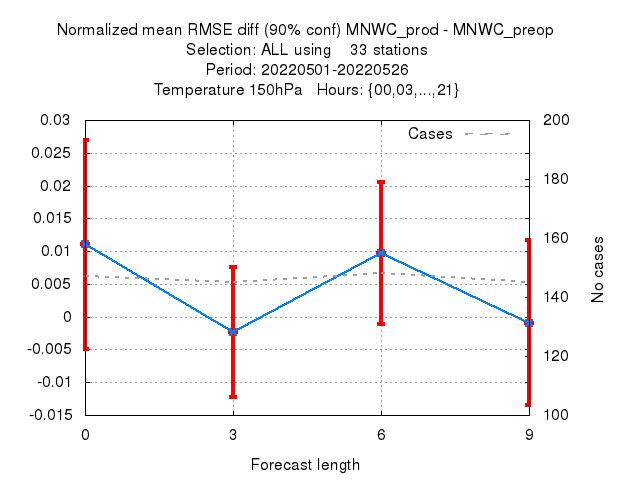 Normalized mean RMSE diff (90% conf) MNWC_prod - MNWC_preop
Selection: ALL using    33 stations
Period: 20220501-20220526
Temperature 150hPa   Hours: {00,03,...,21}
Cases
0.03
0.025
0.02
0.015
0.01
0.005
0
-0.005
-0.01
-0.015
200
180
160
140
120
100
No cases
0 3 6 9
Forecast length